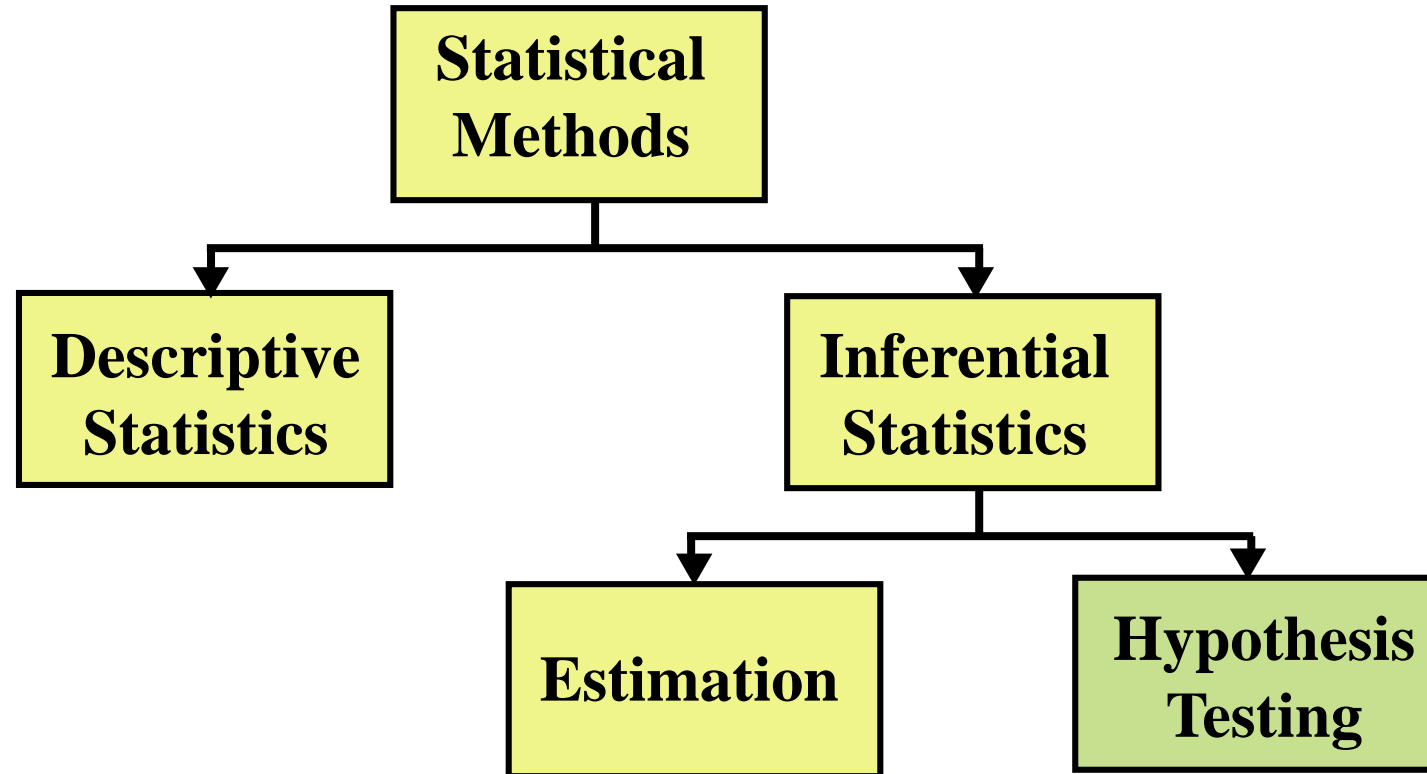 Statistical
Methods
Descriptive
Statistics
Inferential
Statistics
Estimation
Hypothesis
Testing